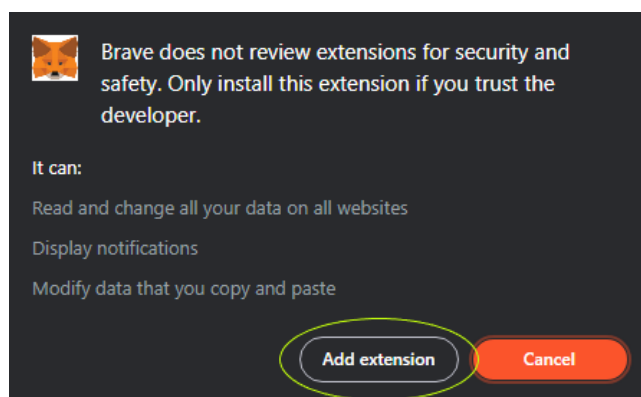 Brave does not review extensions for security and
safety. Only install this extension if you trust the
developer.
It can:
Read and change all your data on all websites
Display notifications
Modify data that you copy and paste
Add extension
Cancel